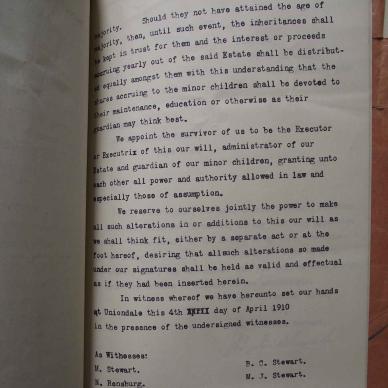 majority. Should they not have attained the age of
majority, then, until such event, the inheritances shall
be kept in trust for them and the interest or proceeds
accruing yearly out of the said Estate shall be distribut-
ed equally amongst them with this understanding that the
shares accruing to the minor children shall be devoted to
their maintenance, education or otherwise as their
guardian may think best.
We appoint the survivor of us to be the Executor
or Executrix of this our will, administrator of our
Estate and guardian of our minor children, granting unto
each other all power and authority allowed in law and
especially those of assumption.
We reserve to ourselves jointly the power to make
all such alterations in or additions to this our will as
we shall think fit, either by a separate act or at the
foot hereof, desiring that allsuch alterations so made
under our signatures shall be held as valid and effectual
as if they had been inserted herein.
In witness whereof we have hereunto set our hands
at Uniondale this 4th day of April 1910
in the presence of the undersigned witnesses.
As Witnesses:
M. Stewart. B. C. Stewart.
N. Rensburg. M. J. Stewart.